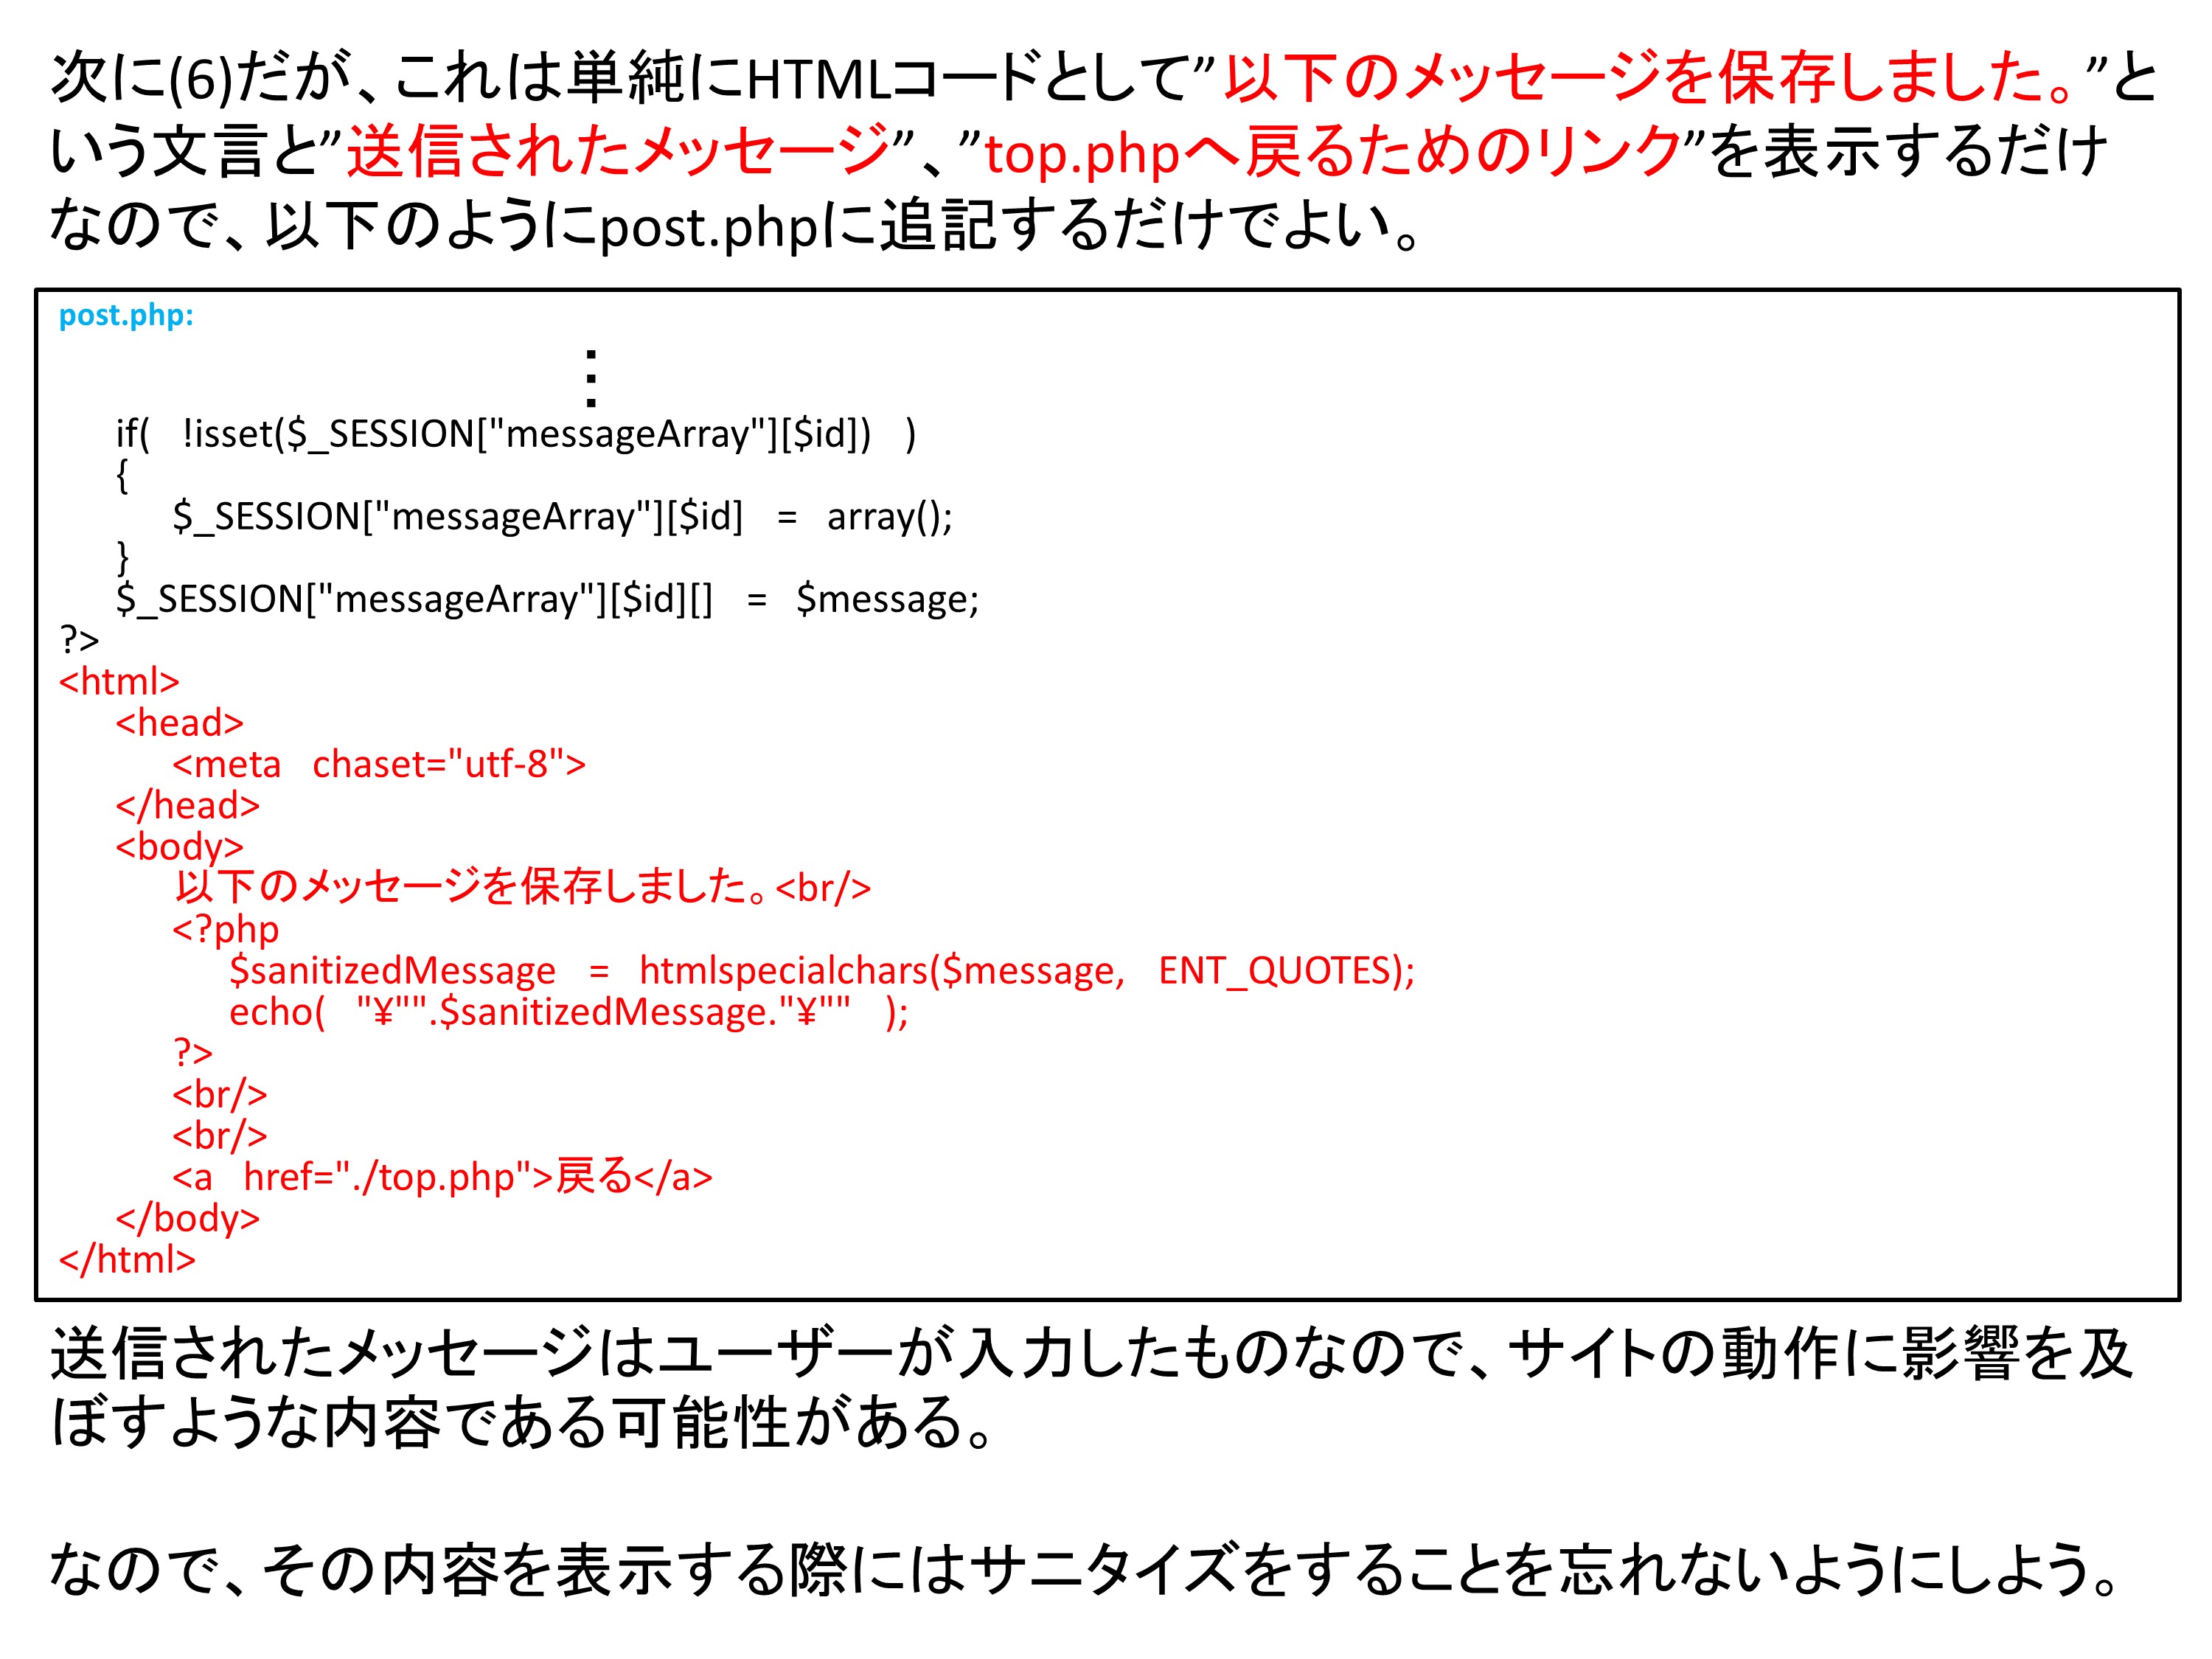 次に(6)だが、これは単純にHTMLコードとして”以下のメッセージを保存しました。”と
いう文言と”送信されたメッセージ”、”top.phpへ戻るためのリンク”を表示するだけ
なので、以下のようにpost.phpに追記するだけでよい。
post.php:
⋮
if( !isset($_SESSION["messageArray"][$id]) )
{
$_SESSION["messageArray"][$id] = array();
}
$_SESSION["messageArray"][$id][] = $message;
?>
<html>
<head>
<meta chaset="utf-8">
</head>
<body>
以下のメッセージを保存しました。<br/>
<?php
$sanitizedMessage = htmlspecialchars($message, ENT_QUOTES);
echo( "¥"".$sanitizedMessage."¥"" );
?>
<br/>
<br/>
<a href="./top.php">戻る</a>
</body>
</html>
送信されたメッセージはユーザーが入力したものなので、サイトの動作に影響を及
ぼすような内容である可能性がある。
なので、その内容を表示する際にはサニタイズをすることを忘れないようにしよう。